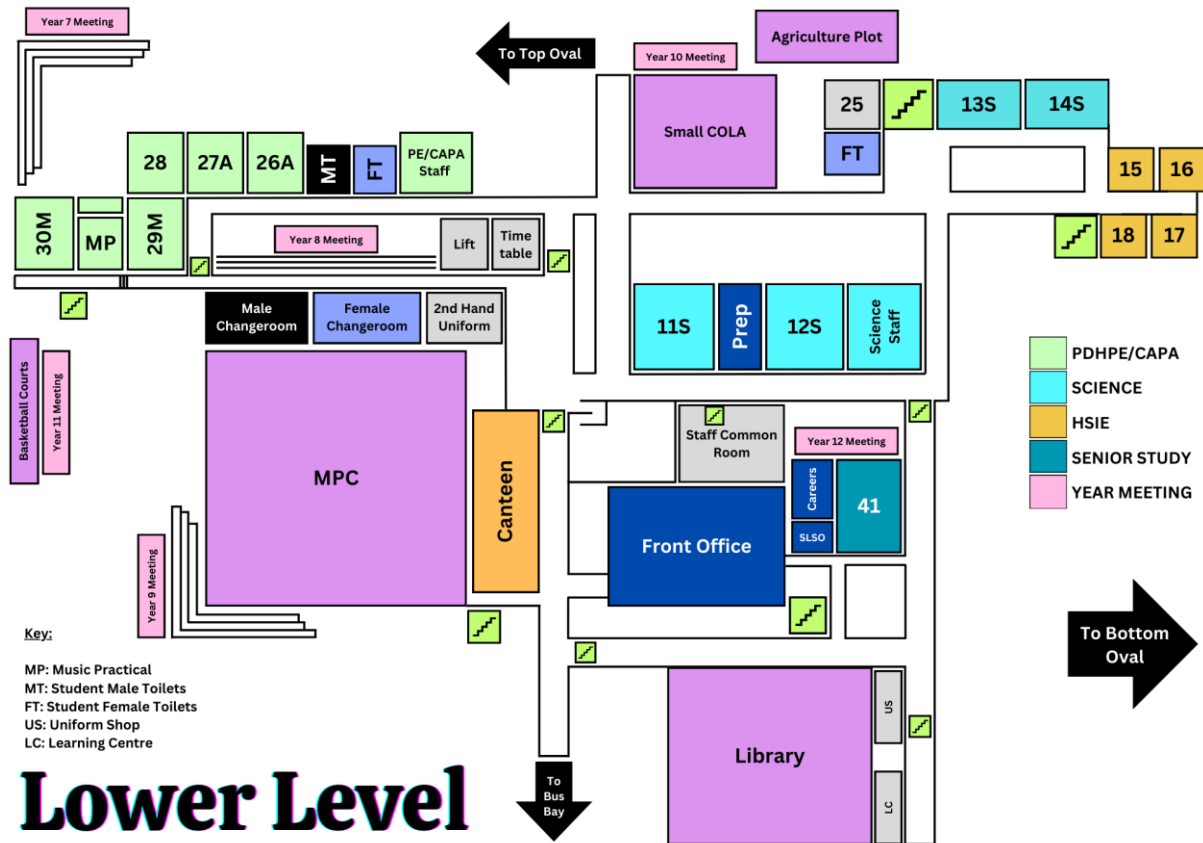 Year 7 Meeting
To Top Oval
Year 10 Meeting
Agriculture Plot
Small COLA
25
13S
14S
FT
28
27A
26A
MT
FT
PE/CAPA
Staff
15
16
30M
MP
29M
Year 8 Meeting
Lift
Time
table
18
17
Male
Changeroom
Female
Changeroom
2nd Hand
Uniform
11S
Prep
12S
Science
Staff
Basketball Courts
Year 11 Meeting
MPC
Canteen
Staff Common
Room
Year 12 Meeting
Careers
SLSO
41
Front Office
PDHPE/CAPA
SCIENCE
HSIE
SENIOR STUDY
YEAR MEETING
Year 9 Meeting
To Bottom
Oval
Key:
MP: Music Practical
MT: Student Male Toilets
FT: Student Female Toilets
US: Uniform Shop
LC: Learning Centre
Library
US
LC
To
Bus
Bay
Lower Level